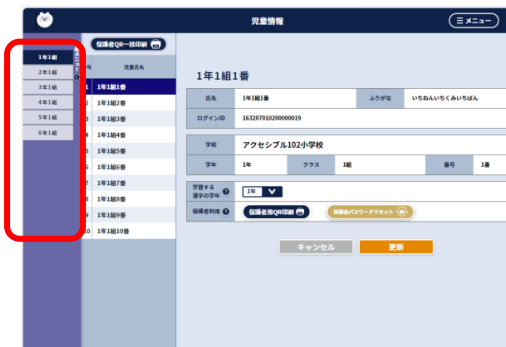 児童情報
メニュー
保護者QR一括印刷
児童氏名
1年1組
2年1組
3年1組
4年1組
5年1組
6年1組
1 1年1組1番
2 1年1組2番
3 1年1組3番
4 1年1組4番
5 1年1組5番
6 1年1組6番
7 1年1組7番
8 1年1組8番
9 1年1組9番
10 1年1組10番
1年1組1番
氏名 1年1組1番 ふりがな いちねんいちくみいちばん
ログインID 163207010200000019
学校 アクセシブル102小学校
学年 1年 クラス 1組 番号 1番
学習する
漢字の学年 ? 1年
保護者利用 ? 保護者用QR印刷 保護者パスワードリセット
キャンセル 更新